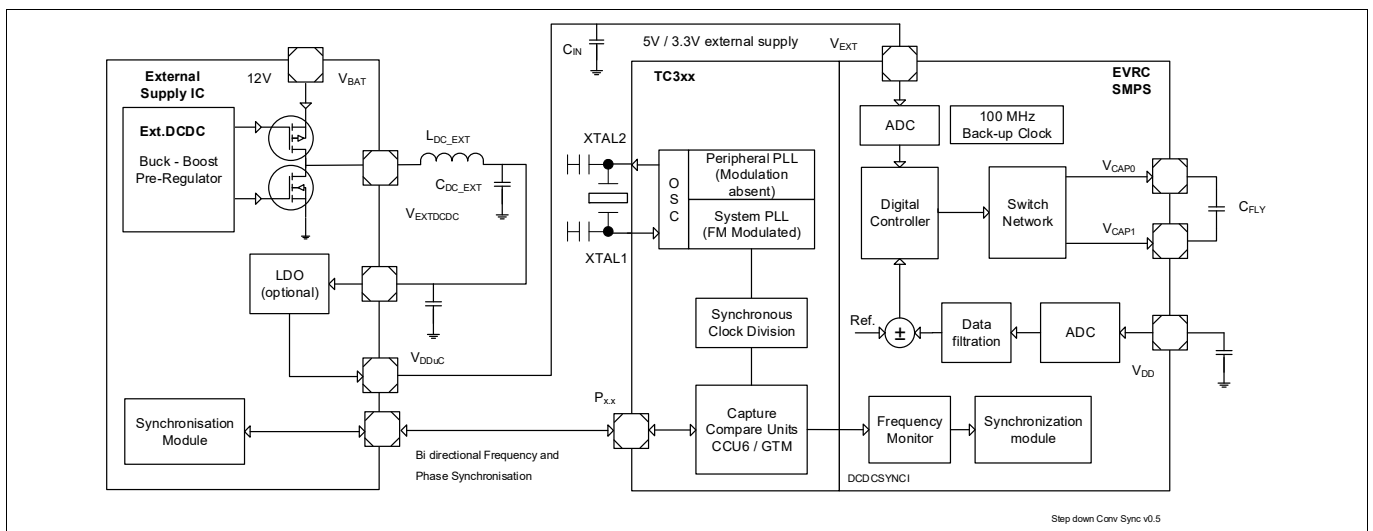 External
Supply IC
12V
VBAT
Ext.DCDC
Buck - Boost
Pre-Regulator
LDC_EXT
CDC_EXT
VEXTDCDC
LDO
(optional)
VDDuC
Synchronisation
Module
Bi directional Frequency and
Phase Synchronisation
CIN
5V / 3.3V external supply
VEXT
TC3xx
XTAL2
XTAL1
OSC
Peripheral PLL
(Modulation
absent)
System PLL
(FM Modulated)
Synchronous
Clock Division
Px.x
Capture
Compare Units
CCU6 / GTM
EVRC
SMPS
ADC
100 MHz
Back-up Clock
Digital
Controller
Switch
Network
VCAP0
VCAP1
CFLY
Ref.
±
Data
filtration
ADC
VDD
Frequency
Monitor
Synchronization
module
DCDCSYNCI
Step down Conv Sync v0.5